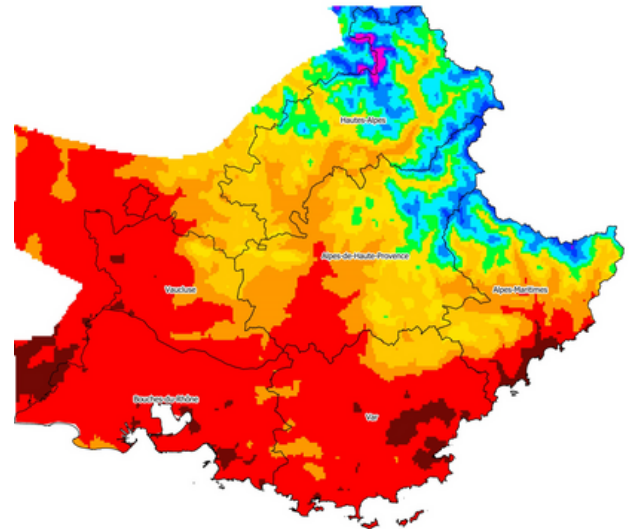 Hautes-Alpes
Alpes-de-Haute-Provence
Vaucluse
Alpes-Maritimes
Bouches-du-Rhône
Var